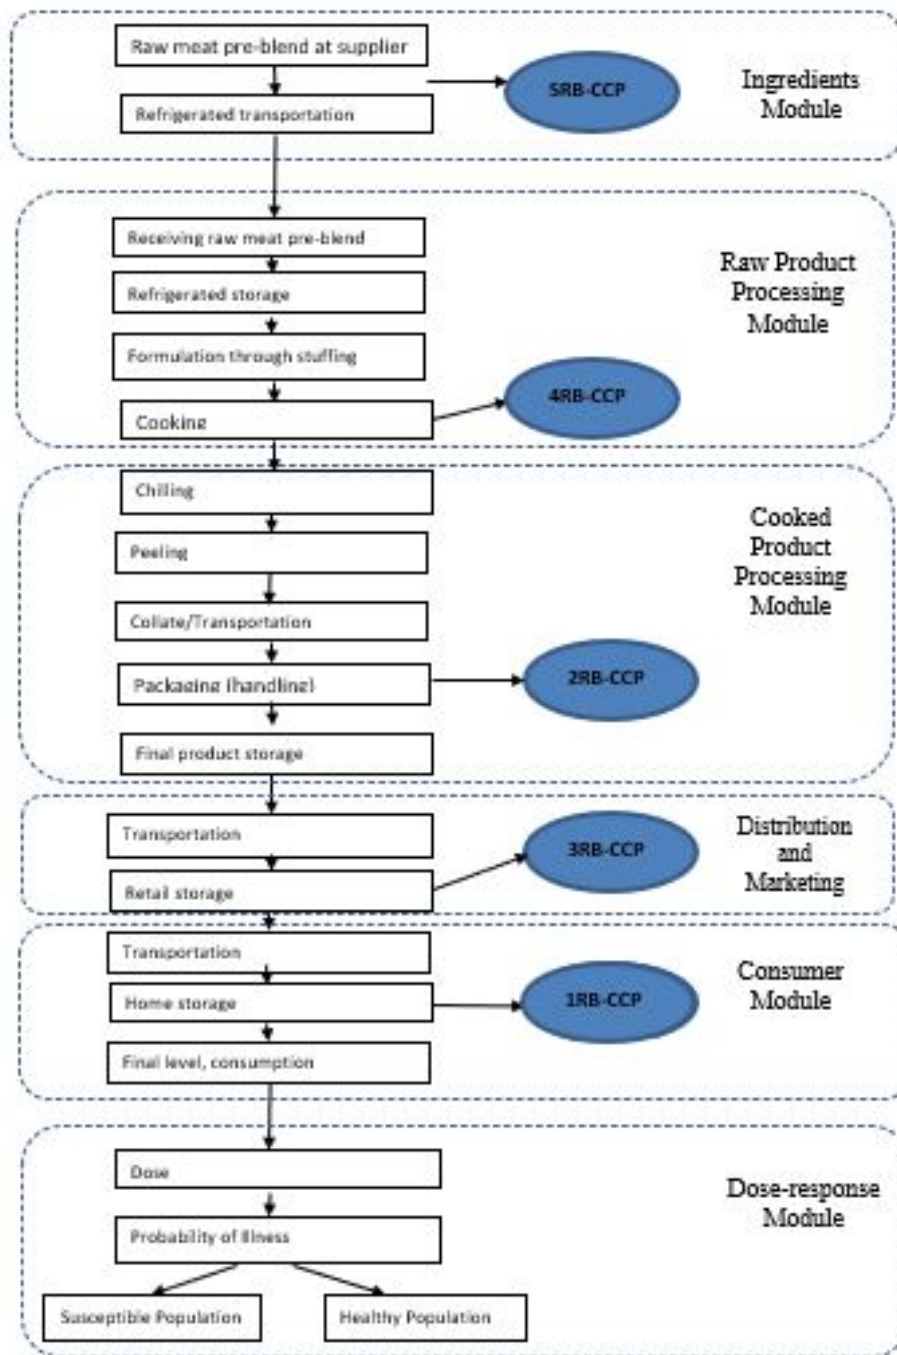 Raw meat pre-blend at supplier
5RB-CCP
Ingredients
Module
Refrigerated transportation
Receiving raw meat pre-blend
Raw Product
Processing
Module
Refrigerated storage
Formulation through stuffing
4RB-CCP
Cooking
Chilling
Cooked
Product
Processing
Module
Peeling
Collate/Transportation
Packaging (handling)
2RB-CCP
Final product storage
Transportation
3RB-CCP
Distribution
and
Marketing
Retail storage
Transportation
Consumer
Module
Home storage
1RB-CCP
Final level, consumption
Dose
Dose-response
Module
Probability of Illness
Susceptible Population
Healthy Population